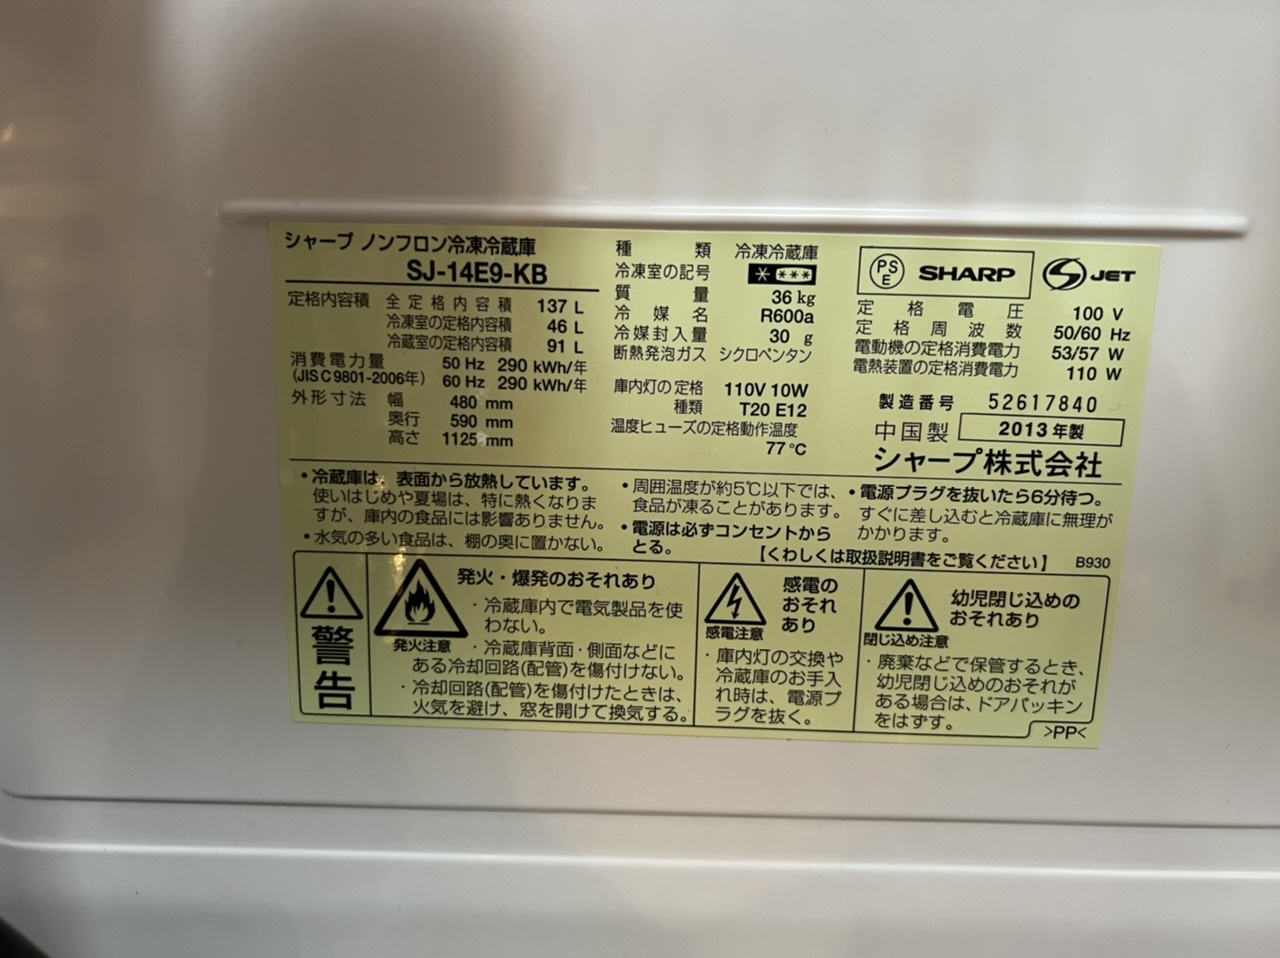 シャープ ノンフロン冷凍冷蔵庫
SJ-14E9-KB
定格内容積 全定格内容積 137 L
冷凍室の定格内容積 46 L
冷蔵室の定格内容積 91 L
消費電力量 50 Hz 290 kWh/年
(JIS C 9801-2006年) 60 Hz 290 kWh/年
外形寸法 幅 480 mm
奥行 590 mm
高さ 1125 mm
種類 冷凍冷蔵庫
冷凍室の記号
質量 36 kg
冷媒名 R600a
冷媒封入量 30 g
断熱発泡ガス シクロペンタン
庫内灯の定格 110V 10W
種類 T20 E12
温度ヒューズの定格動作温度
77 ℃
PS E SHARP S JET
定格電圧 100 V
定格周波数 50/60 Hz
電動機の定格消費電力 53/57 W
電熱装置の定格消費電力 110 W
製造番号 52617840
中国製 2013 年製
シャープ株式会社
・冷蔵庫は、表面から放熱しています。
使いはじめや夏場は、特に熱くなりま
すが、庫内の食品には影響ありません。
・水気の多い食品は、棚の奥に置かない。
・周囲温度が約5℃以下では、
食品が凍ることがあります。
・電源は必ずコンセントから
とる。
・電源プラグを抜いたら6分待つ。
すぐに差し込むと冷蔵庫に無理が
かかります。
【くわしくは取扱説明書をご覧ください】 B930
警告
発火・爆発のおそれあり
発火注意
・冷蔵庫内で電気製品を使
わない。
・冷蔵庫背面・側面などに
ある冷却回路(配管)を傷付けない。
・冷却回路(配管)を傷付けたときは、
火気を避け、窓を開けて換気する。
感電の
おそれ
あり
感電注意
・庫内灯の交換や
冷蔵庫のお手入
れ時は、電源プ
ラグを抜く。
幼児閉じ込めの
おそれあり
閉じ込め注意
・廃棄などで保管するとき、
幼児閉じ込めのおそれが
ある場合は、ドアパッキン
をはずす。
>PP<